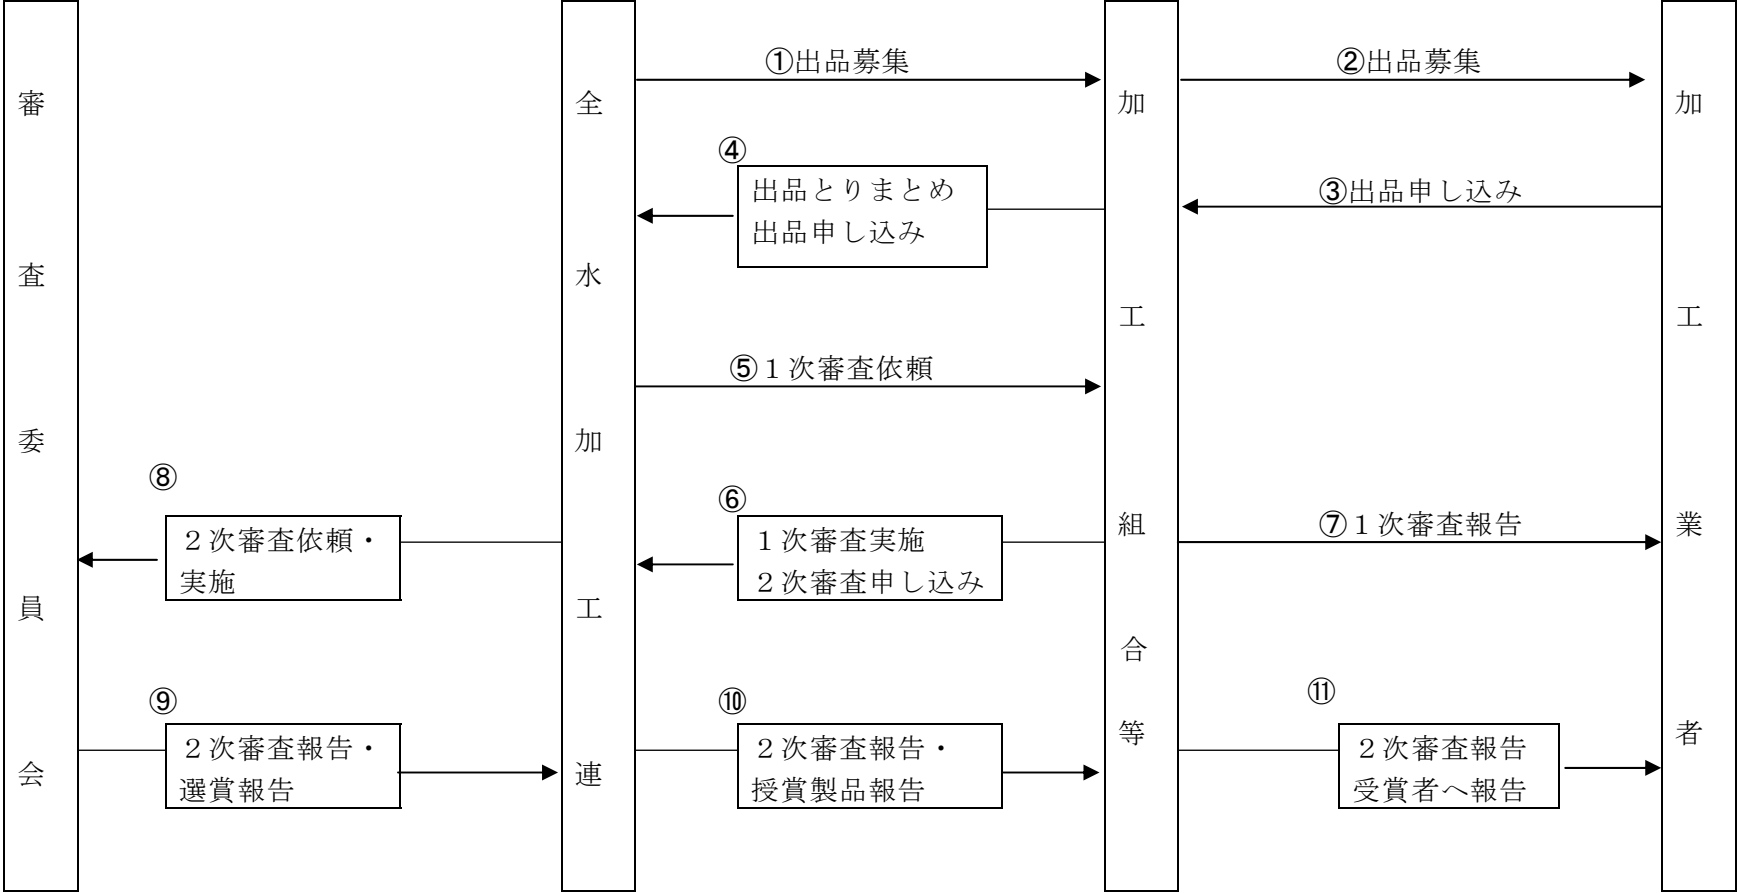 審査委員会
全水加工連
加工組合等
加工業者
①出品募集
②出品募集
③出品申し込み
④
出品とりまとめ
出品申し込み
⑤１次審査依頼
⑥
１次審査実施
２次審査申し込み
⑦１次審査報告
⑧
２次審査依頼・
実施
⑨
２次審査報告・
選賞報告
⑩
２次審査報告・
授賞製品報告
⑪
２次審査報告
受賞者へ報告